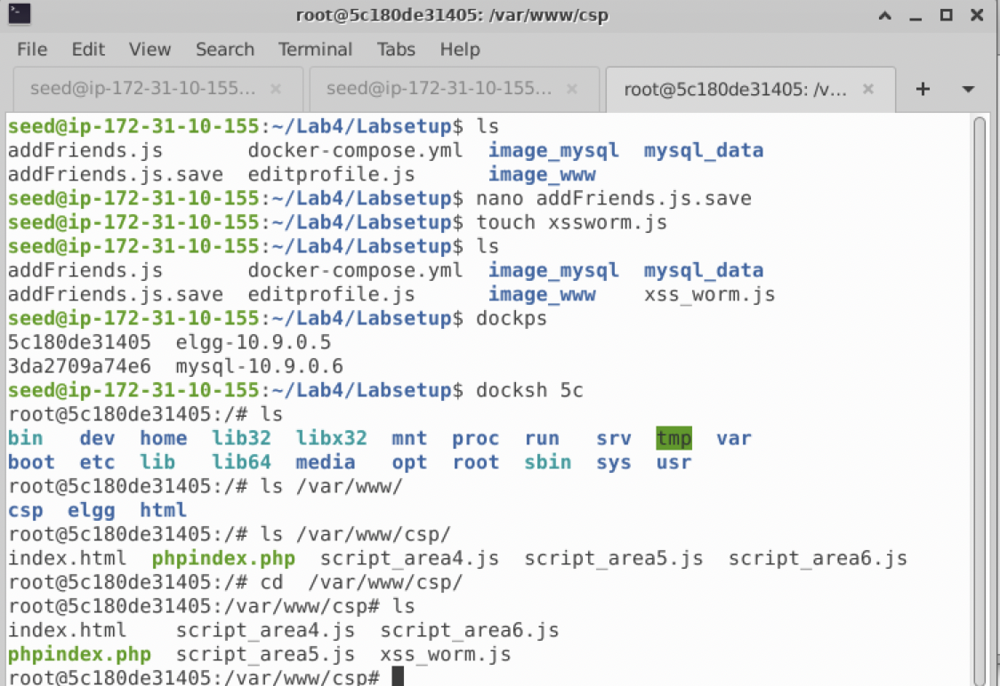 root@5c180de31405: /var/www/csp
File Edit View Search Terminal Tabs Help
seed@ip-172-31-10-155... × seed@ip-172-31-10-155... × root@5c180de31405: /v... × +
seed@ip-172-31-10-155:~/Lab4/Labsetup$ ls
addFriends.js docker-compose.yml image_mysql mysql_data
addFriends.js.save editprofile.js image_www
seed@ip-172-31-10-155:~/Lab4/Labsetup$ nano addFriends.js.save
seed@ip-172-31-10-155:~/Lab4/Labsetup$ touch xssworm.js
seed@ip-172-31-10-155:~/Lab4/Labsetup$ ls
addFriends.js docker-compose.yml image_mysql mysql_data
addFriends.js.save editprofile.js image_www xss_worm.js
seed@ip-172-31-10-155:~/Lab4/Labsetup$ dockps
5c180de31405 elgg-10.9.0.5
3da2709a74e6 mysql-10.9.0.6
seed@ip-172-31-10-155:~/Lab4/Labsetup$ docksh 5c
root@5c180de31405:/# ls
bin dev home lib32 libx32 mnt proc run srv tmp var
boot etc lib lib64 media opt root sbin sys usr
root@5c180de31405:/# ls /var/www/
csp elgg html
root@5c180de31405:/# ls /var/www/csp/
index.html phpindex.php script_area4.js script_area5.js script_area6.js
root@5c180de31405:/# cd  /var/www/csp/
root@5c180de31405:/var/www/csp# ls
index.html script_area4.js script_area6.js
phpindex.php script_area5.js xss_worm.js
root@5c180de31405:/var/www/csp#